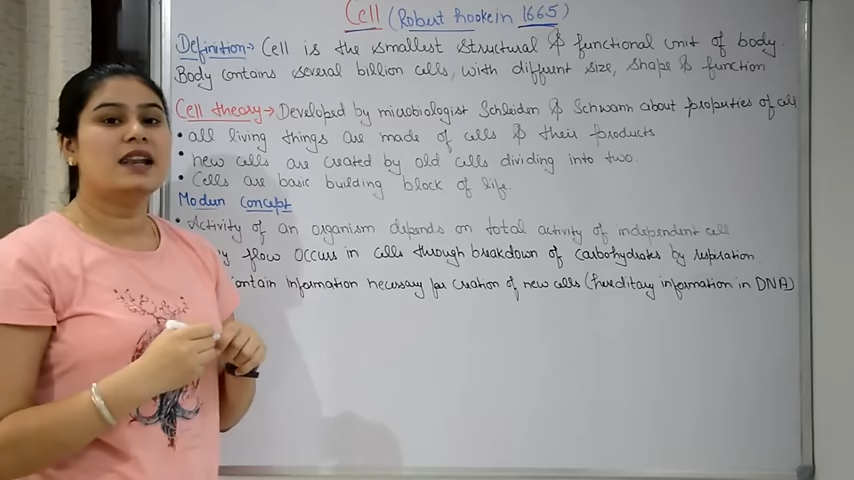 Cell (Robert hooke in 1665)
Definition→ Cell is the smallest structural & functional unit of body.
Body contains several billion cells, with different size, shape & function
Cell theory→ Developed by microbiologist Schleiden & Schwann about properties of cell
• all living things are made of cells & their products
• new cells are created by old cells dividing into two.
• Cells are basic building block of life.
Modern Concept
• Activity of an organism depends on total activity of independent cell
flow occurs in cells through breakdown of carbohydrates by respiration.
contain information necessary for creation of new cells (hereditary information in DNA)